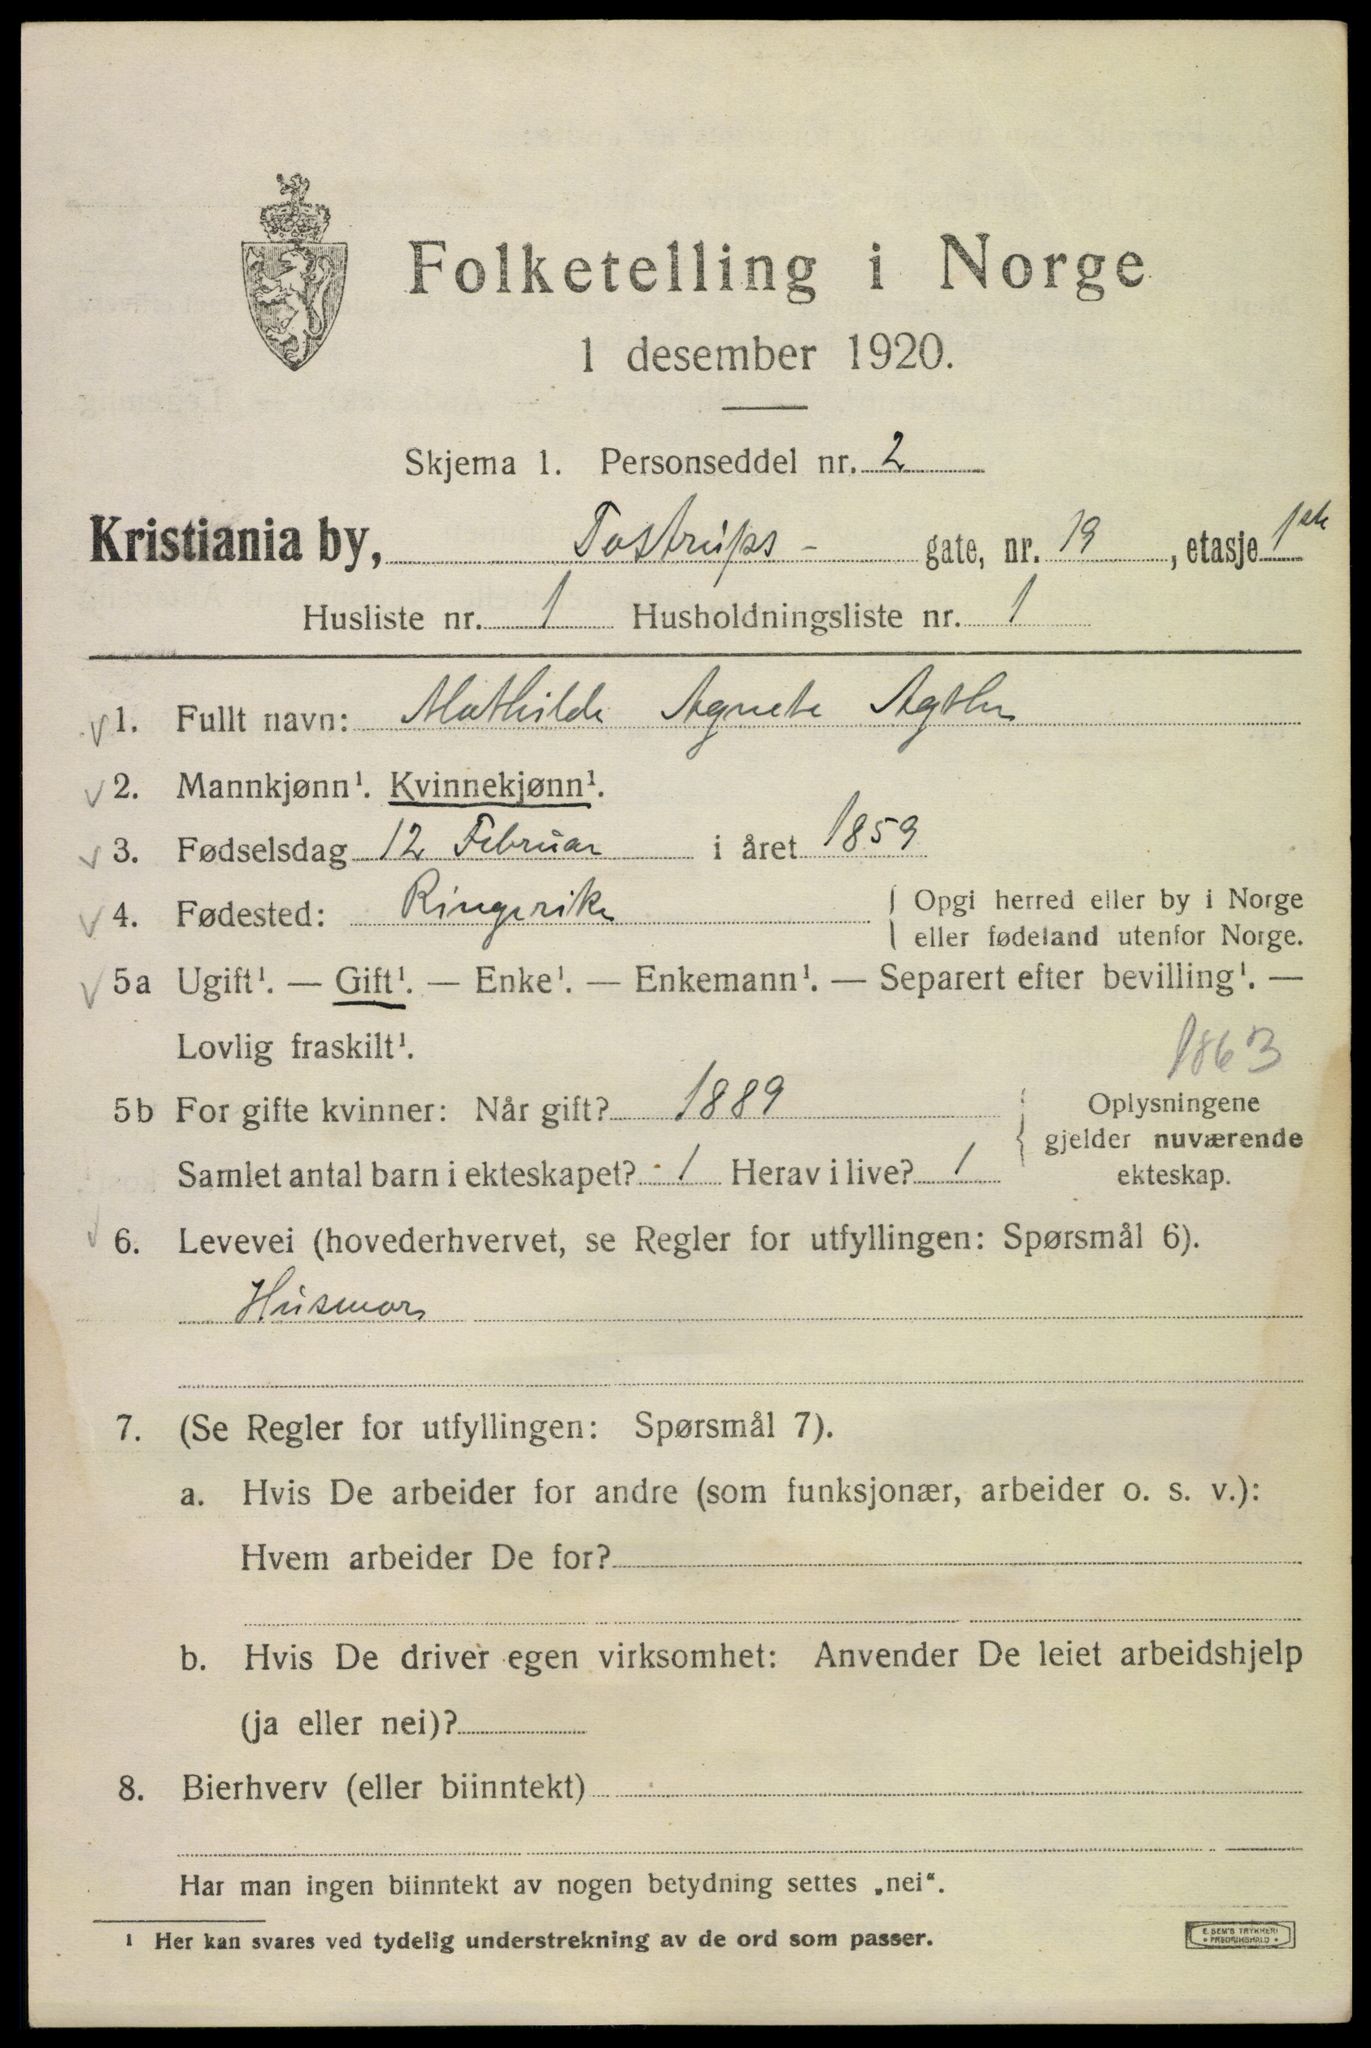 Folketelling i Norge
1 desember 1920.
Skjema 1. Personseddel nr. 2
Kristiania by, Tostrups - gate, nr. 19, etasje 1ste
Husliste nr. 1 Husholdningsliste nr. 1
1. Fullt navn: Mathilde Agnete
2. Mannkjønn¹. Kvinnekjønn¹.
3. Fødselsdag 12 Februar i året 1859
4. Fødested: Ringerike { Opgi herred eller by i Norge
eller fødeland utenfor Norge.
5a Ugift¹. — Gift¹. — Enke¹. — Enkemann¹. — Separert efter bevilling¹. —
Lovlig fraskilt¹.
1863
5b For gifte kvinner: Når gift? 1889
Samlet antal barn i ekteskapet? 1 Herav i live? 1
{ Oplysningene
gjelder nuværende
ekteskap.
6. Levevei (hovederhvervet, se Regler for utfyllingen: Spørsmål 6).
Husmor
7. (Se Regler for utfyllingen: Spørsmål 7).
a. Hvis De arbeider for andre (som funksjonær, arbeider o. s. v.):
Hvem arbeider De for?
b. Hvis De driver egen virksomhet: Anvender De leiet arbeidshjelp
(ja eller nei)?
8. Bierhverv (eller biinntekt)
Har man ingen biinntekt av nogen betydning settes „nei“.
¹ Her kan svares ved tydelig understrekning av de ord som passer.
E SEM'S TRYKKERI
• FREDRIKSHALD •